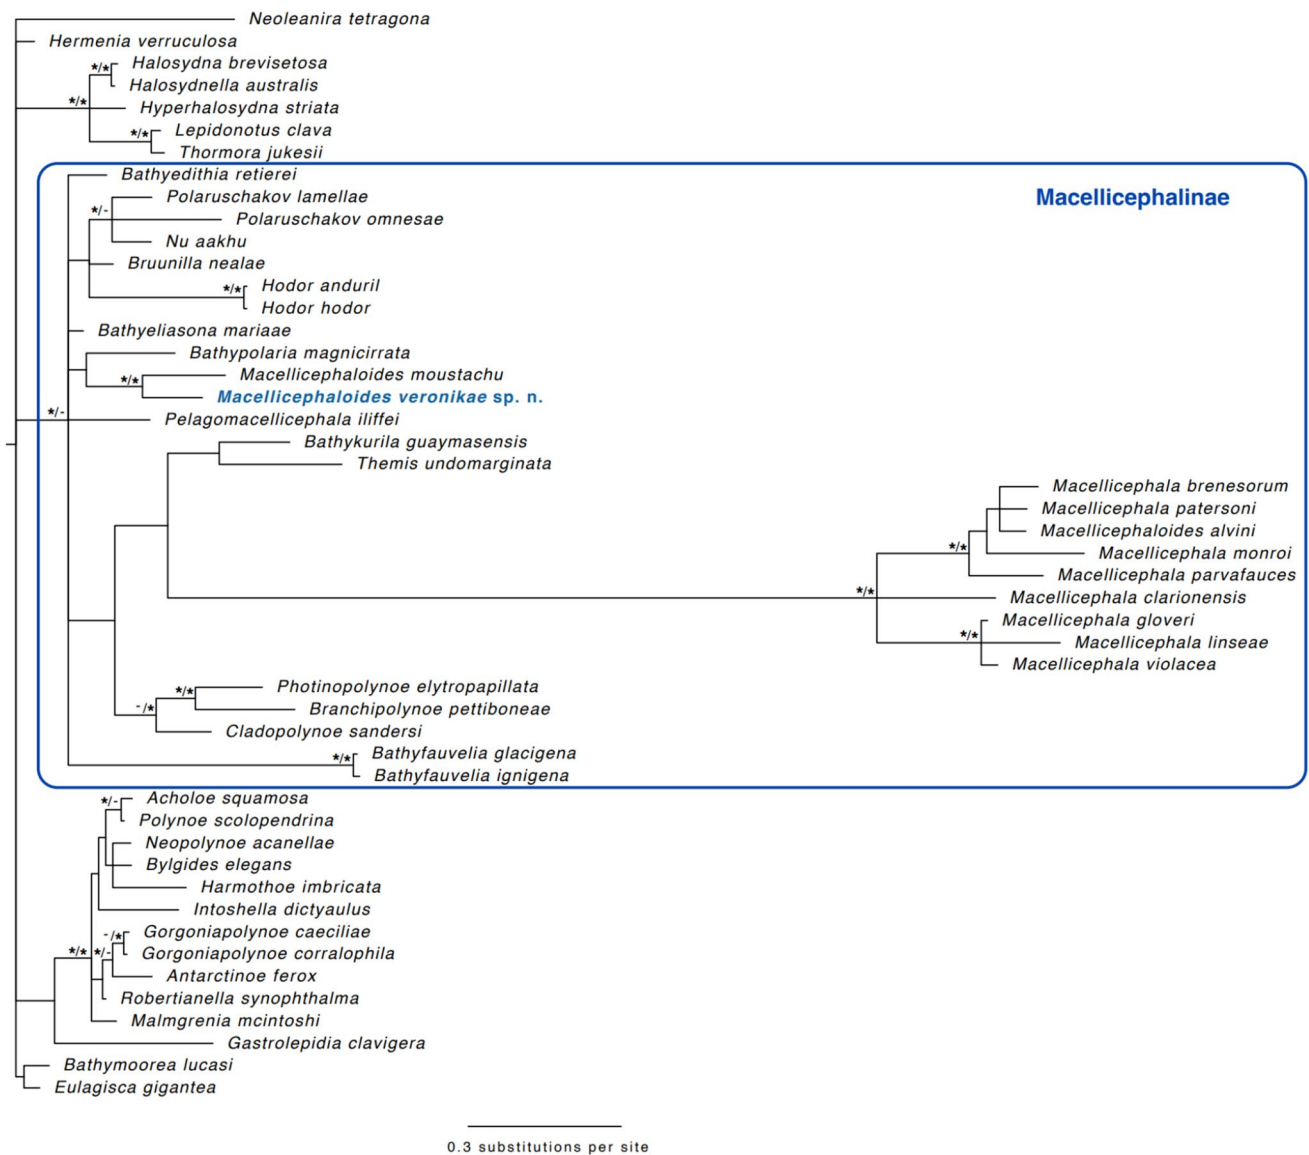 Neoleanira tetragona
Hermenia verruculosa
*/* Halosydna brevisetosa
Halosydnella australis
*/* Hyperhalosydna striata
*/* Lepidonotus clava
Thormora jukesii
Bathyedithia retierei
Macellicephalinae
Polaruschakov lamellae
*/- Polaruschakov omnesae
Nu aakhu
Bruunilla nealae
*/* Hodor anduril
Hodor hodor
Bathyeliasona mariaae
Bathypolaria magnicirrata
*/* Macellicephaloides moustachu
Macellicephaloides veronikae sp. n.
*/- Pelagomacellicephala iliffei
Bathykurila guaymasensis
Themis undomarginata
Macellicephala brenesorum
Macellicephala patersoni
Macellicephaloides alvini
*/* Macellicephala monroi
Macellicephala parvafauces
*/* Macellicephala clarionensis
Macellicephala gloveri
*/* Macellicephala linseae
Macellicephala violacea
*/* Photinopolynoe elytropapillata
-/* Branchipolynoe pettiboneae
Cladopolynoe sandersi
*/* Bathyfauvelia glacigena
Bathyfauvelia ignigena
*/- Acholoe squamosa
Polynoe scolopendrina
Neopolynoe acanellae
Bylgides elegans
Harmothoe imbricata
Intoshella dictyaulus
-/* Gorgoniapolynoe caeciliae
*/* */- Gorgoniapolynoe corralophila
Antarctinoe ferox
Robertianella synophthalma
Malmgrenia mcintoshi
Gastrolepidia clavigera
Bathymoorea lucasi
Eulagisca gigantea
0.3 substitutions per site